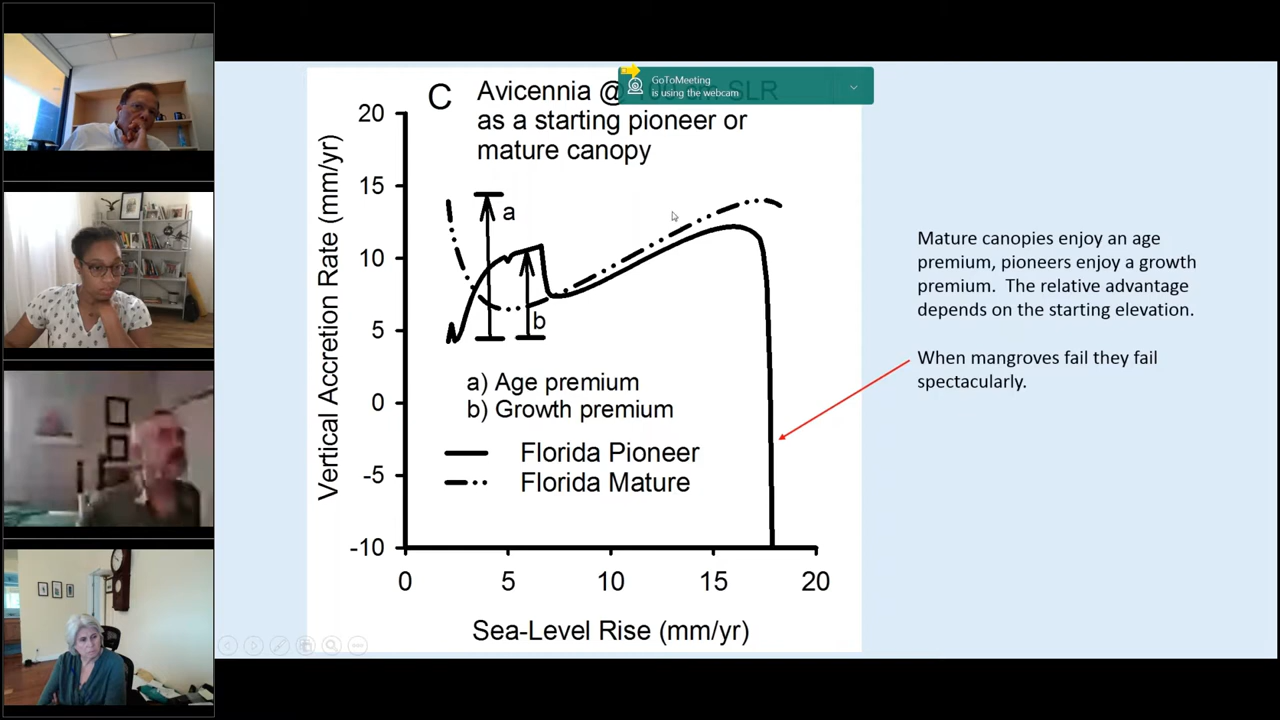 GoToMeeting
is using the webcam
C
Avicennia @ SLR
as a starting pioneer or
mature canopy
20
15
10
5
0
-5
-10
Vertical Accretion Rate (mm/yr)
a
b
a) Age premium
b) Growth premium
Florida Pioneer
Florida Mature
0 5 10 15 20
Sea-Level Rise (mm/yr)
Mature canopies enjoy an age
premium, pioneers enjoy a growth
premium. The relative advantage
depends on the starting elevation.
When mangroves fail they fail
spectacularly.